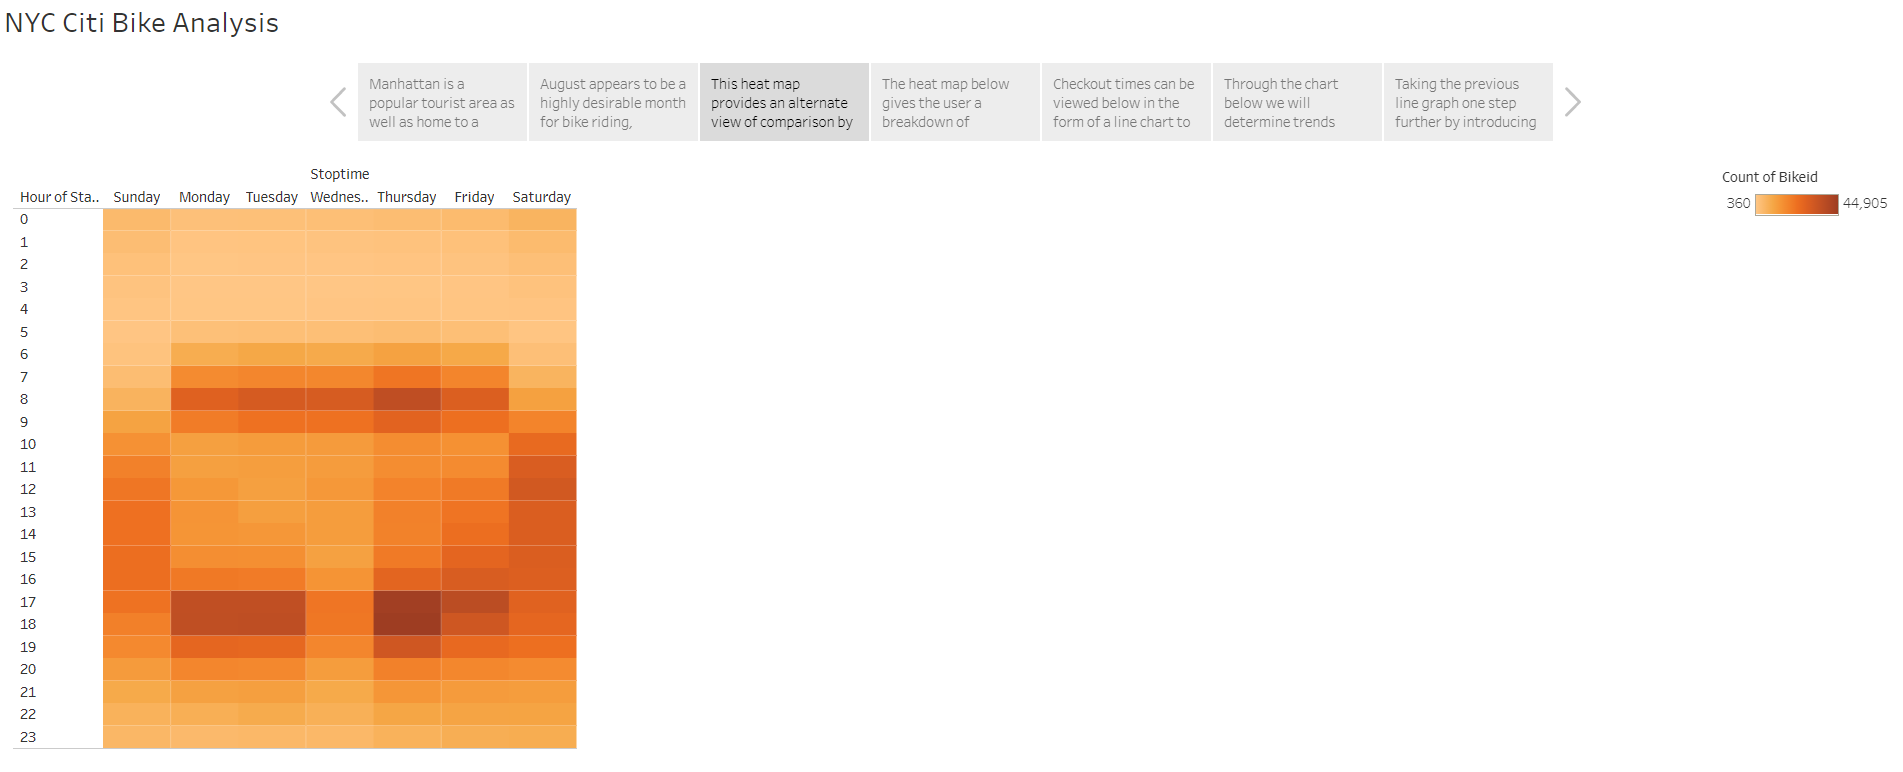 NYC Citi Bike Analysis
Manhattan is a
popular tourist area as
well as home to a
August appears to be a
highly desirable month
for bike riding,
This heat map
provides an alternate
view of comparison by
The heat map below
gives the user a
breakdown of
Checkout times can be
viewed below in the
form of a line chart to
Through the chart
below we will
determine trends
Taking the previous
line graph one step
further by introducing
Stoptime
Hour of Sta.. Sunday Monday Tuesday Wednes.. Thursday Friday Saturday
0
1
2
3
4
5
6
7
8
9
10
11
12
13
14
15
16
17
18
19
20
21
22
23
Count of Bikeid
360 44,905